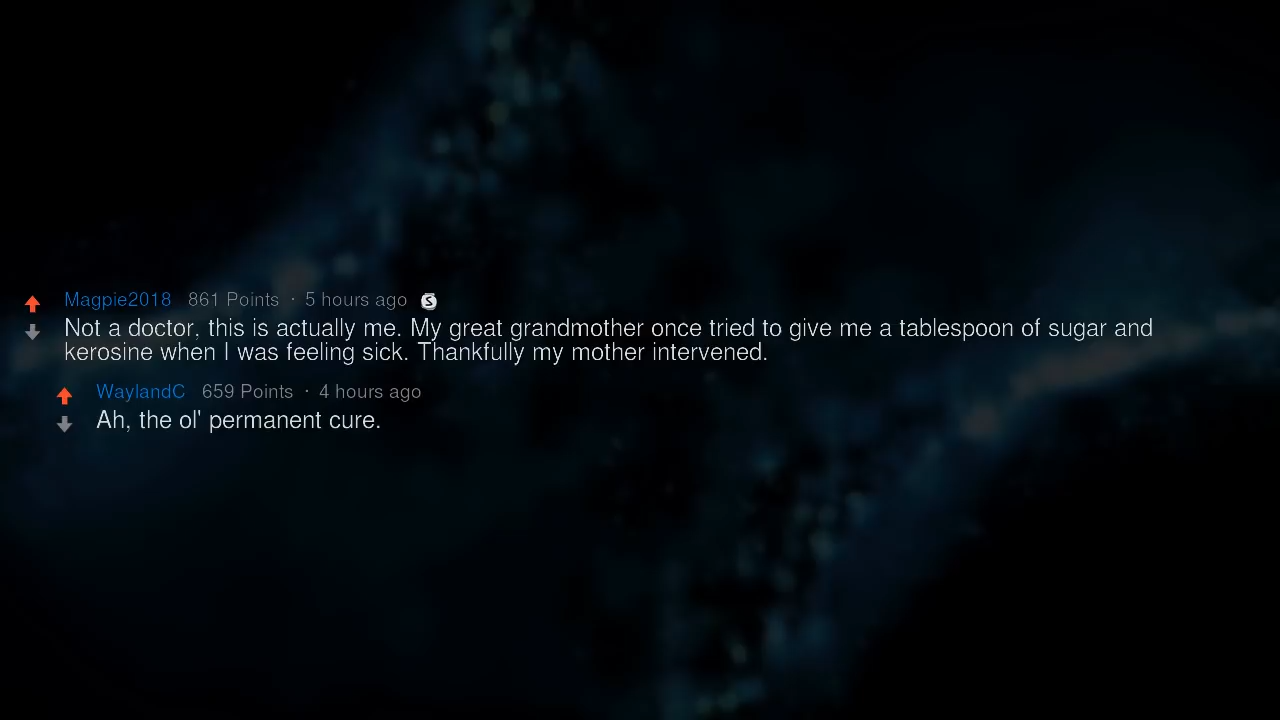 Magpie2018 861 Points · 5 hours ago S
Not a doctor, this is actually me. My great grandmother once tried to give me a tablespoon of sugar and
kerosine when I was feeling sick. Thankfully my mother intervened.
WaylandC 659 Points · 4 hours ago
Ah, the ol' permanent cure.